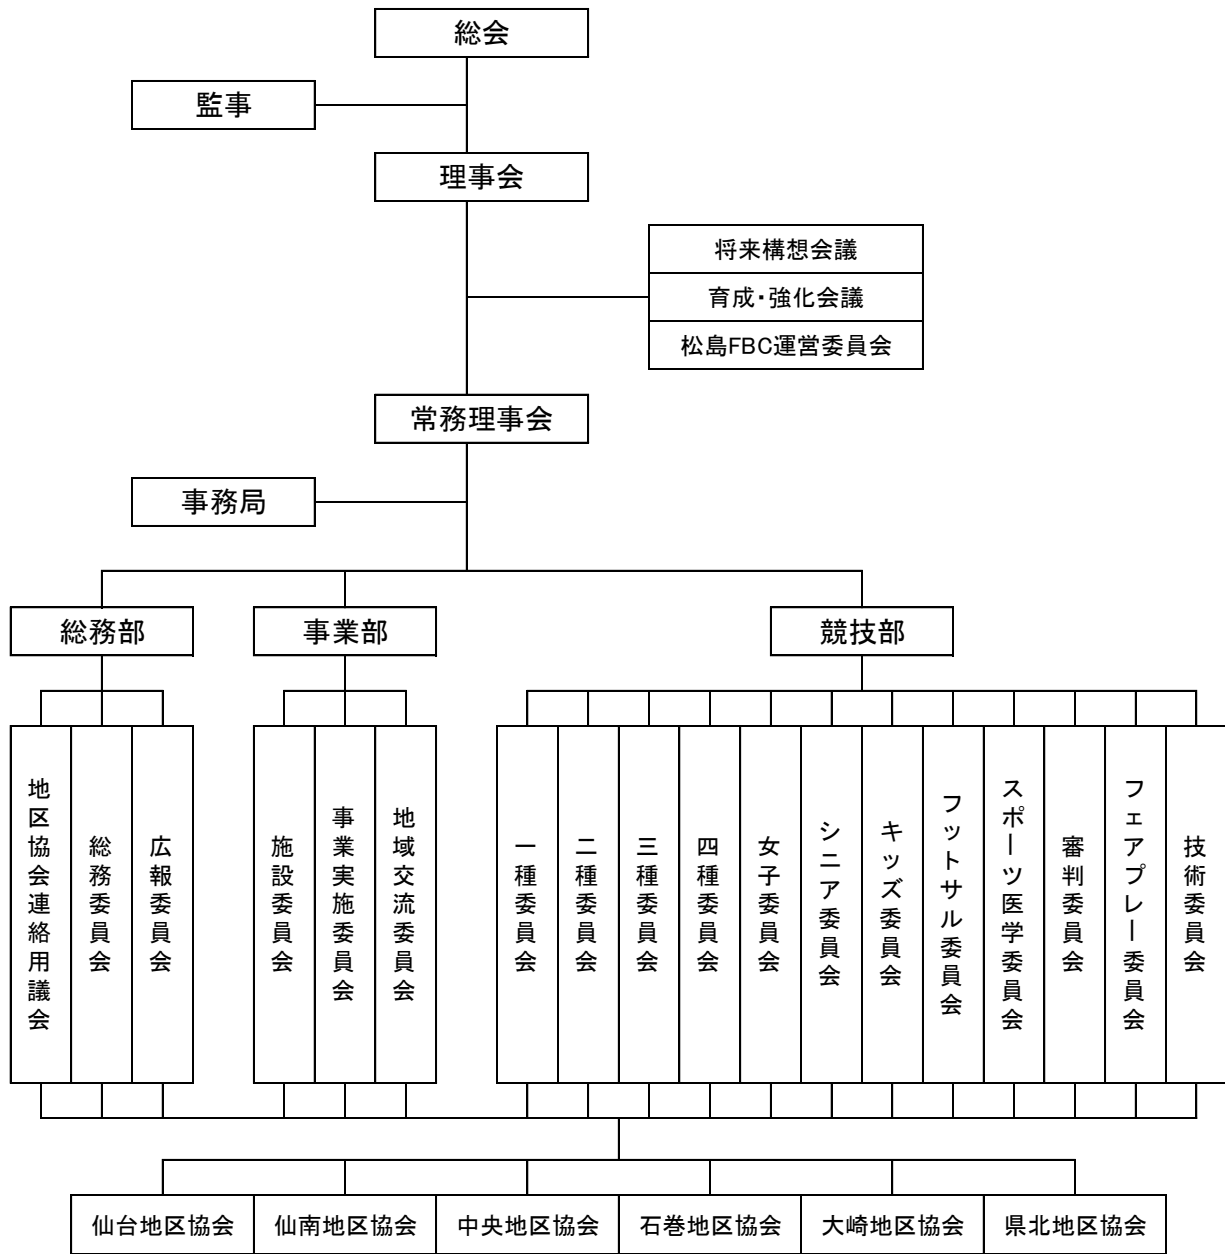 総会
監事
理事会
将来構想会議
育成・強化会議
松島FBC運営委員会
常務理事会
事務局
総務部
事業部
競技部
地区協会連絡用議会
総務委員会
広報委員会
施設委員会
事業実施委員会
地域交流委員会
一種委員会
二種委員会
三種委員会
四種委員会
女子委員会
シニア委員会
キッズ委員会
フットサル委員会
スポーツ医学委員会
審判委員会
フェアプレー委員会
技術委員会
仙台地区協会
仙南地区協会
中央地区協会
石巻地区協会
大崎地区協会
県北地区協会